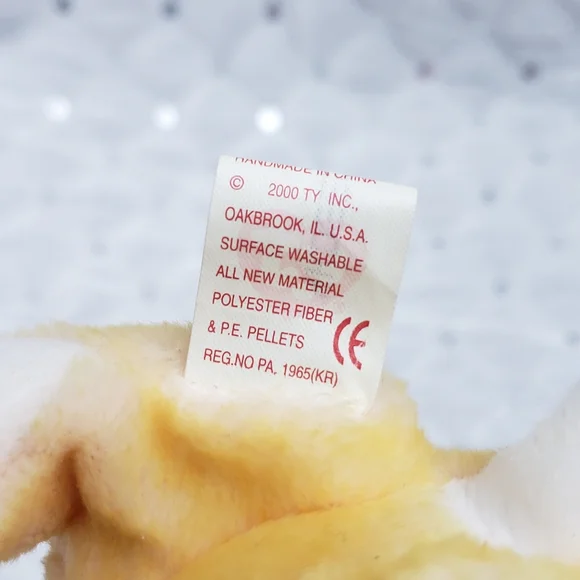 HANDMADE IN CHINA
© 2000 TY INC.,
OAKBROOK, IL. U.S.A.
SURFACE WASHABLE
ALL NEW MATERIAL
POLYESTER FIBER
& P.E. PELLETS
CE
REG.NO PA. 1965(KR)